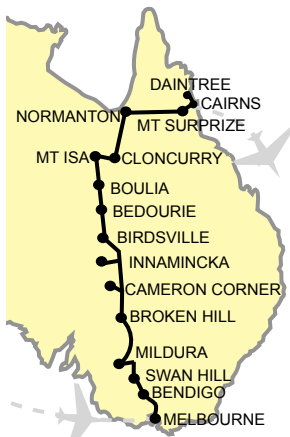 DAINTREE
CAIRNS
NORMANTON
MT SURPRIZE
MT ISA
CLONCURRY
BOULIA
BEDOURIE
BIRDSVILLE
INNAMINCKA
CAMERON CORNER
BROKEN HILL
MILDURA
SWAN HILL
BENDIGO
MELBOURNE